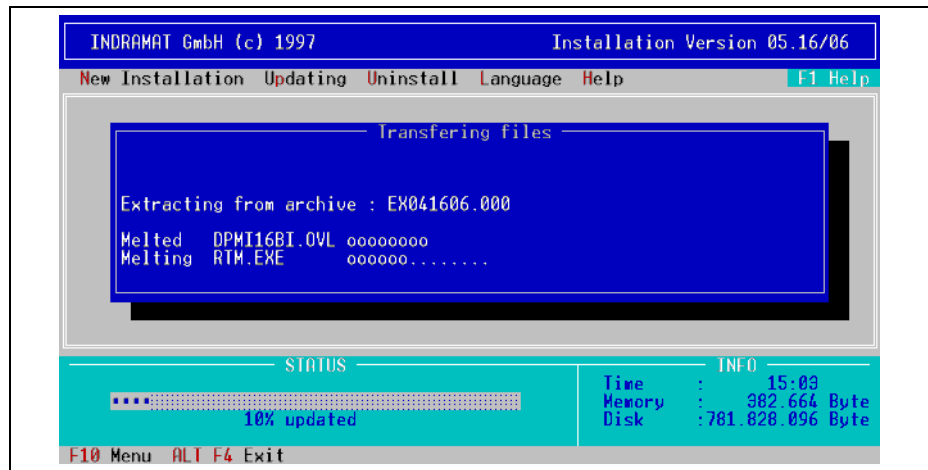 INDRAMAT GmbH (c) 1997 Installation Version 05.16/06
New Installation Updating Uninstall Language Help F1 Help
Transfering files
Extracting from archive : EX041606.000
Melted DPMI16BI.OVL oooooooo
Melting RTM.EXE oooooo........
STATUS
10% updated
INFO
Time : 15:03
Memory : 382.664 Byte
Disk :781.828.096 Byte
F10 Menu ALT F4 Exit